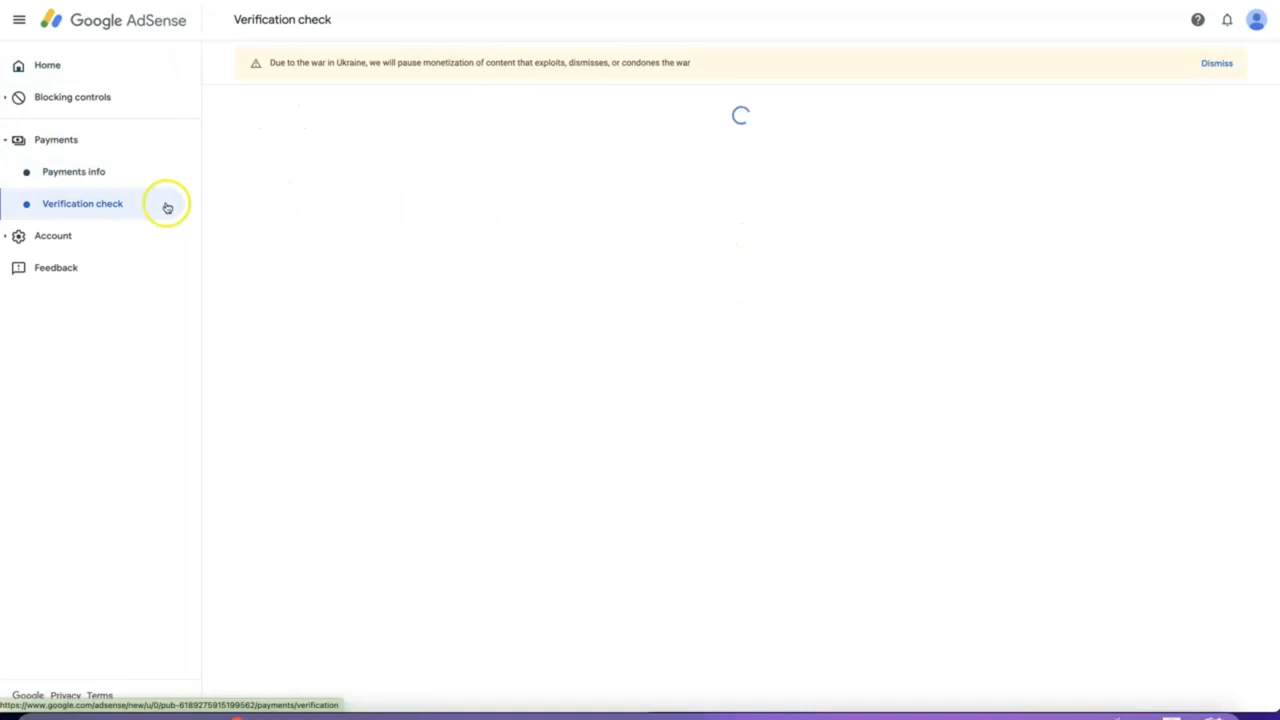 Google AdSense
Verification check
Due to the war in Ukraine, we will pause monetization of content that exploits, dismisses, or condones the war
Dismiss
Home
Blocking controls
Payments
Payments info
Verification check
Account
Feedback
Google Privacy Terms
https://www.google.com/adsense/new/u/0/pub-6189275915199562/payments/verification